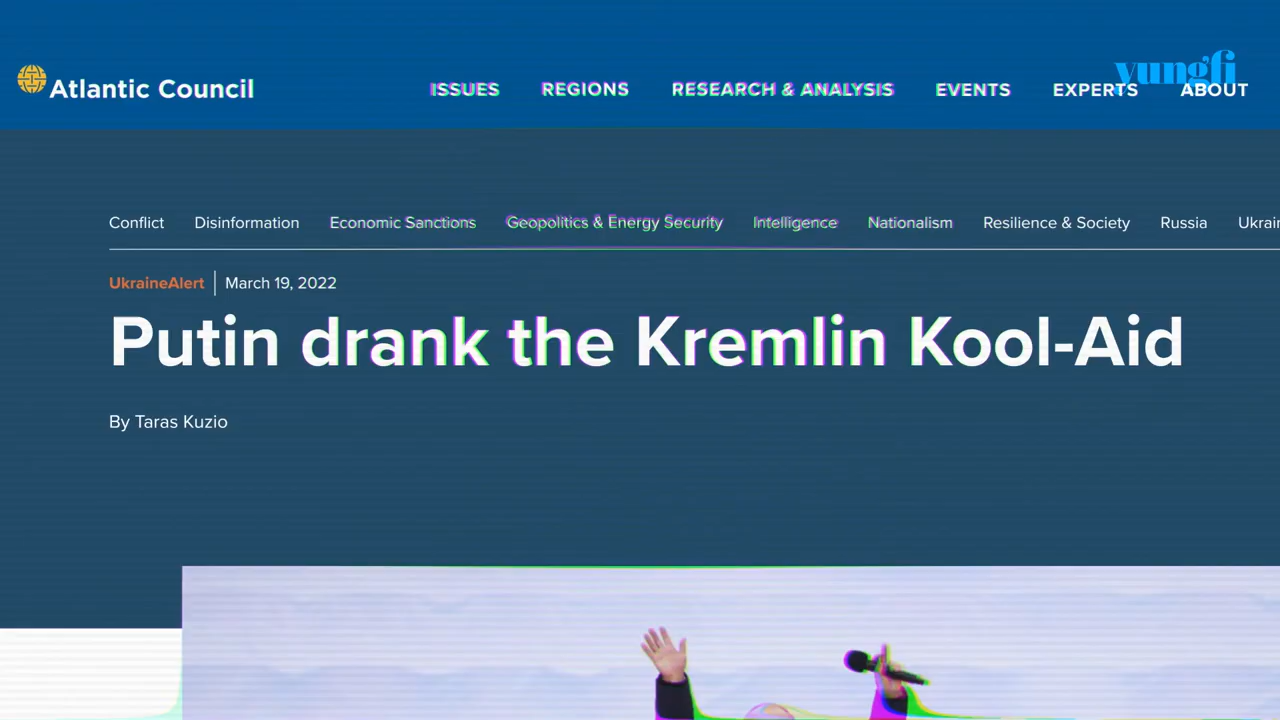 yungfi
Atlantic Council ISSUES REGIONS RESEARCH & ANALYSIS EVENTS EXPERTS ABOUT
Conflict Disinformation Economic Sanctions Geopolitics & Energy Security Intelligence Nationalism Resilience & Society Russia
UkraineAlert March 19, 2022
Putin drank the Kremlin Kool-Aid
By Taras Kuzio